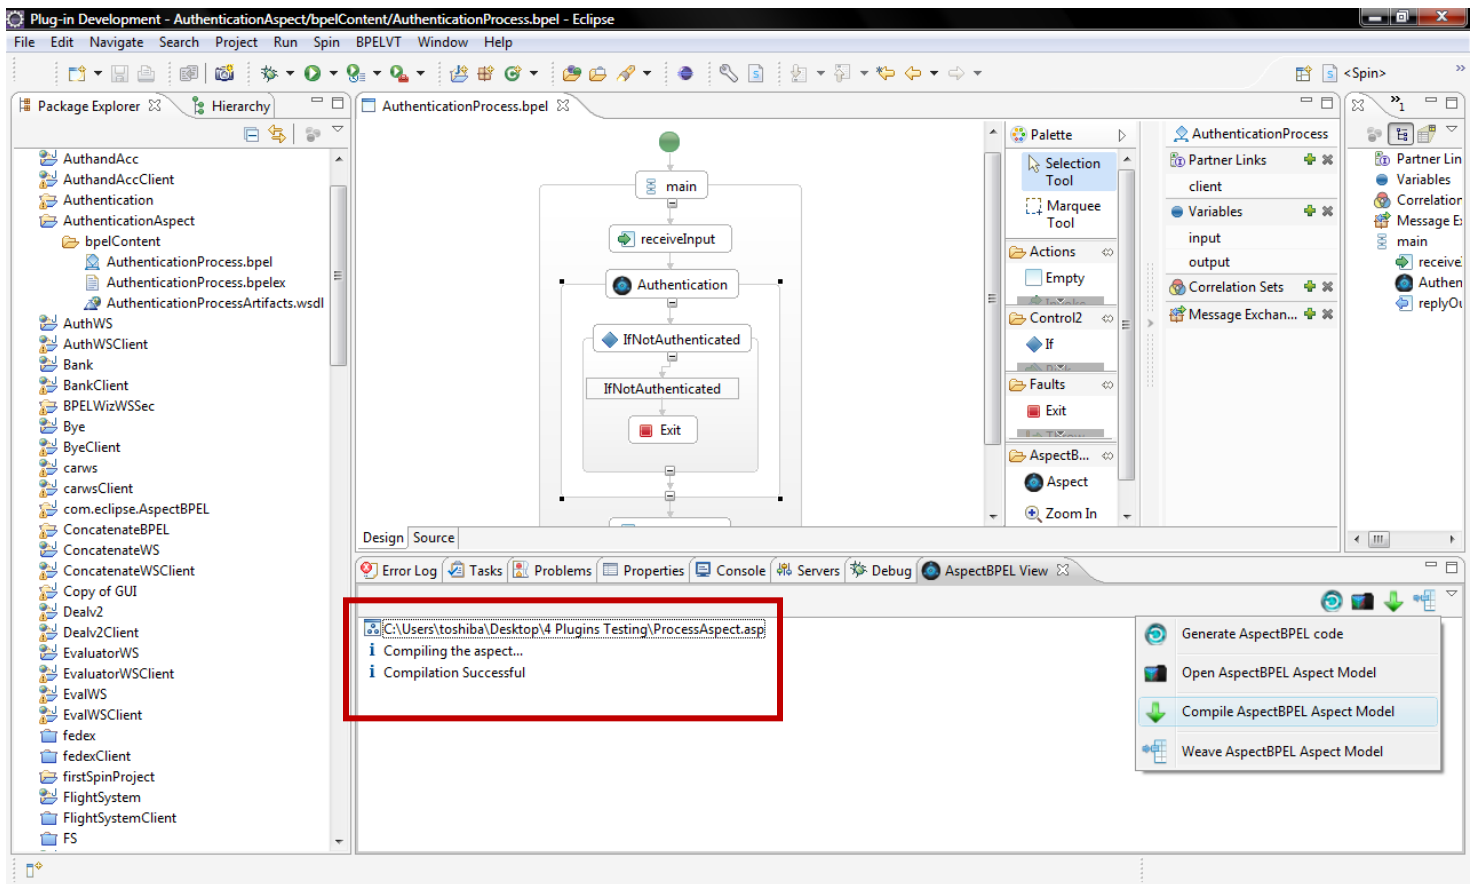 Plug-in Development - AuthenticationAspect/bpelContent/AuthenticationProcess.bpel - Eclipse
File Edit Navigate Search Project Run Spin BPELVT Window Help
<Spin>
Package Explorer
Hierarchy
AuthandAcc
AuthandAccClient
Authentication
AuthenticationAspect
bpelContent
AuthenticationProcess.bpel
AuthenticationProcess.bpelex
AuthenticationProcessArtifacts.wsdl
AuthWS
AuthWSClient
Bank
BankClient
BPELWizWSSec
Bye
ByeClient
carws
carwsClient
com.eclipse.AspectBPEL
ConcatenateBPEL
ConcatenateWS
ConcatenateWSClient
Copy of GUI
Dealv2
Dealv2Client
EvaluatorWS
EvaluatorWSClient
EvalWS
EvalWSClient
fedex
fedexClient
firstSpinProject
FlightSystem
FlightSystemClient
FS
AuthenticationProcess.bpel
main
receiveInput
Authentication
IfNotAuthenticated
IfNotAuthenticated
Exit
Design Source
Palette
Selection
Tool
Marquee
Tool
Actions
Empty
Control2
If
Faults
Exit
AspectB...
Aspect
Zoom In
AuthenticationProcess
Partner Links
client
Variables
input
output
Correlation Sets
Message Exchan...
1
Partner Lin
Variables
Correlation
Message Ex
main
receive
Authen
replyOu
Error Log Tasks Problems Properties Console Servers Debug AspectBPEL View
C:\Users\toshiba\Desktop\4 Plugins Testing\ProcessAspect.asp
Compiling the aspect...
Compilation Successful
Generate AspectBPEL code
Open AspectBPEL Aspect Model
Compile AspectBPEL Aspect Model
Weave AspectBPEL Aspect Model